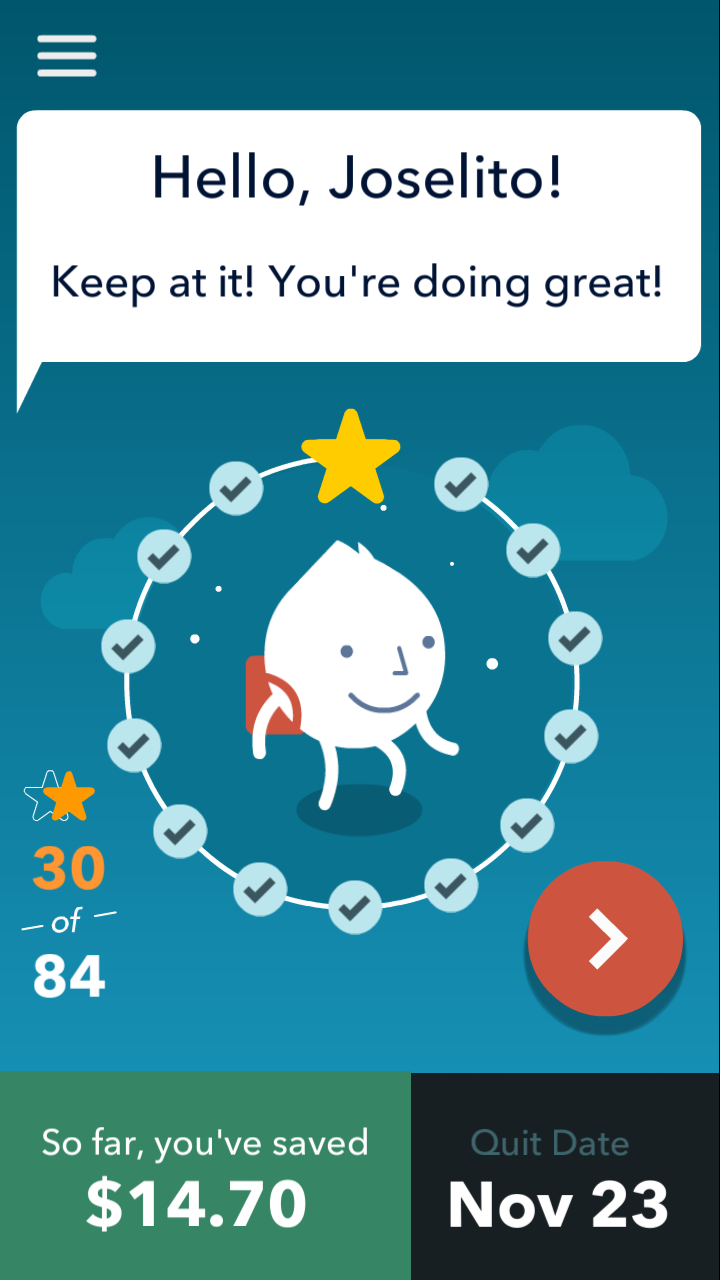 Hello, Joselito!
Keep at it! You're doing great!
30
of
84
So far, you've saved
$14.70
Quit Date
Nov 23